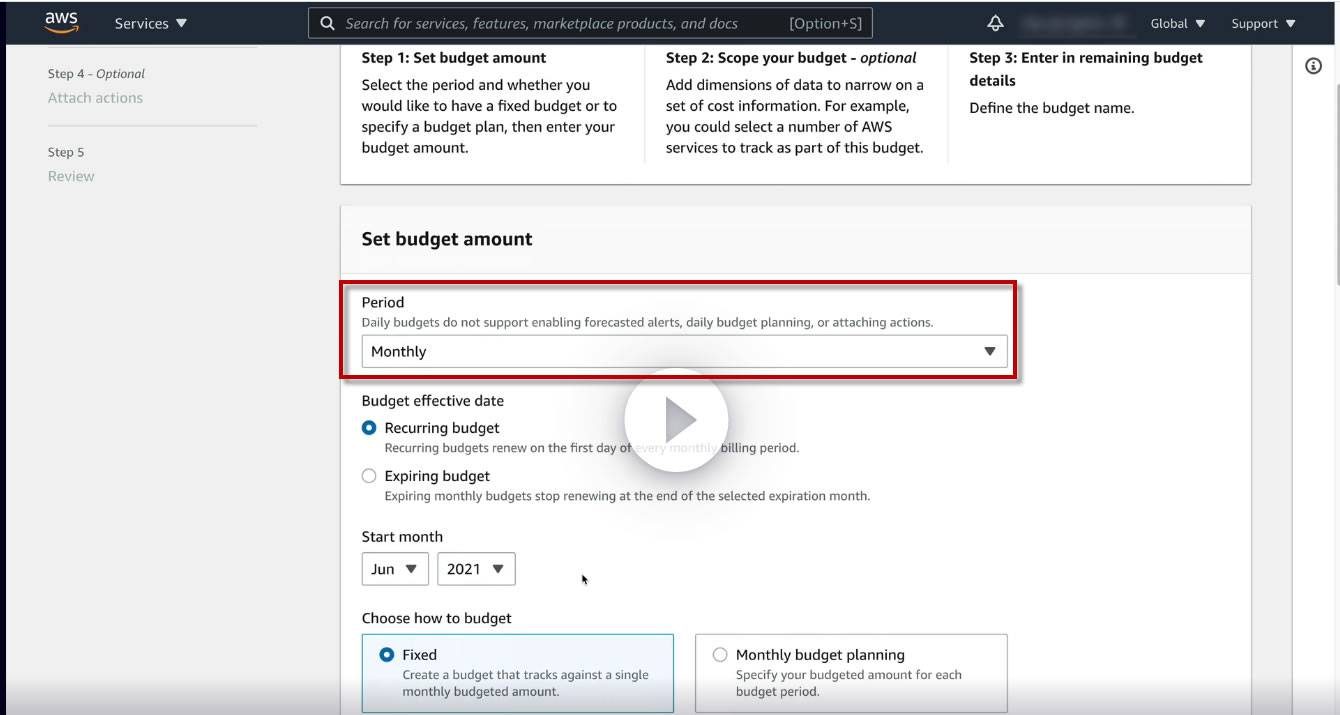 aws
Services
Search for services, features, marketplace products, and docs [Option+S]
Global
Support
Step 4 - Optional
Attach actions
Step 5
Review
Step 1: Set budget amount
Select the period and whether you
would like to have a fixed budget or to
specify a budget plan, then enter your
budget amount.
Step 2: Scope your budget - optional
Add dimensions of data to narrow on a
set of cost information. For example,
you could select a number of AWS
services to track as part of this budget.
Step 3: Enter in remaining budget
details
Define the budget name.
Set budget amount
Period
Daily budgets do not support enabling forecasted alerts, daily budget planning, or attaching actions.
Monthly
Budget effective date
Recurring budget
Recurring budgets renew on the first day of every monthly billing period.
Expiring budget
Expiring monthly budgets stop renewing at the end of the selected expiration month.
Start month
Jun
2021
Choose how to budget
Fixed
Create a budget that tracks against a single
monthly budgeted amount.
Monthly budget planning
Specify your budgeted amount for each
budget period.